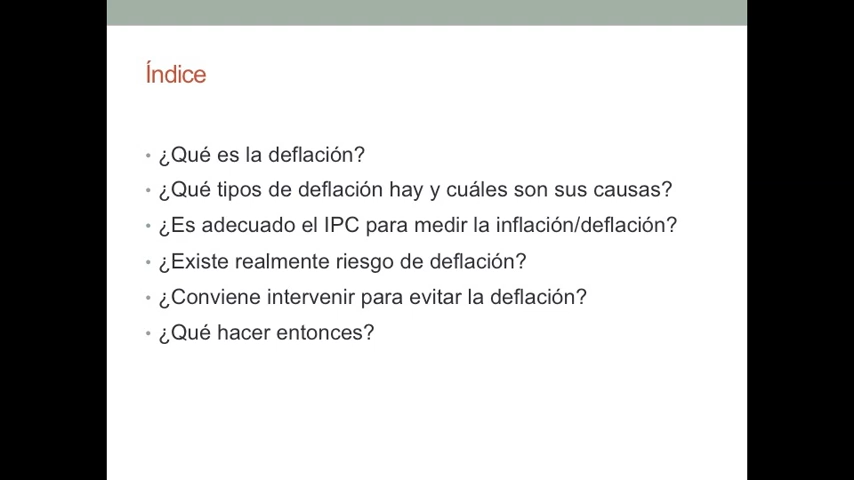 Índice
• ¿Qué es la deflación?
• ¿Qué tipos de deflación hay y cuáles son sus causas?
• ¿Es adecuado el IPC para medir la inflación/deflación?
• ¿Existe realmente riesgo de deflación?
• ¿Conviene intervenir para evitar la deflación?
• ¿Qué hacer entonces?